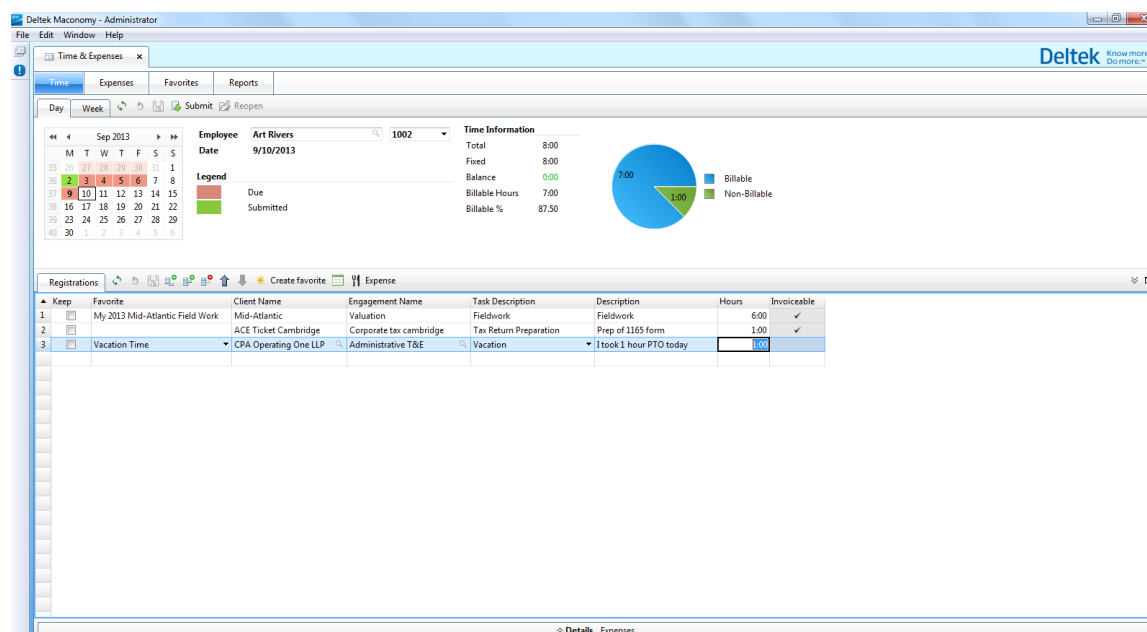 Deltek Maconomy - Administrator
File Edit Window Help
Time & Expenses x
Deltek Know more. Do more.™
Time Expenses Favorites Reports
Day Week Submit Reopen
Sep 2013
M T W T F S S
35 26 27 28 29 30 31 1
36 2 3 4 5 6 7 8
37 9 10 11 12 13 14 15
38 16 17 18 19 20 21 22
39 23 24 25 26 27 28 29
40 30 1 2 3 4 5 6
Employee Art Rivers 1002
Date 9/10/2013
Legend
Due
Submitted
Time Information
Total 8:00
Fixed 8:00
Balance 0:00
Billable Hours 7:00
Billable % 87.50
7:00
1:00
Billable
Non-Billable
Registrations Create favorite Expense
Keep Favorite Client Name Engagement Name Task Description Description Hours Invoiceable
1 My 2013 Mid-Atlantic Field Work Mid-Atlantic Valuation Fieldwork Fieldwork 6:00 ✓
2 ACE Ticket Cambridge Corporate tax cambridge Tax Return Preparation Prep of 1165 form 1:00 ✓
3 Vacation Time CPA Operating One LLP Administrative T&E Vacation I took 1 hour PTO today 1:00
Details Expenses